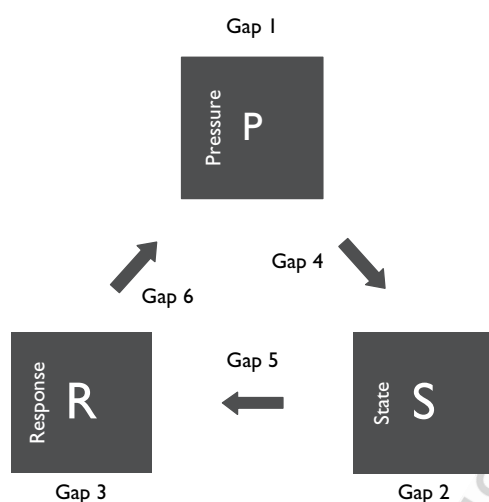 Gap 1
Pressure
P
Gap 4
Gap 6
Gap 5
Response
R
State
S
Gap 3
Gap 2